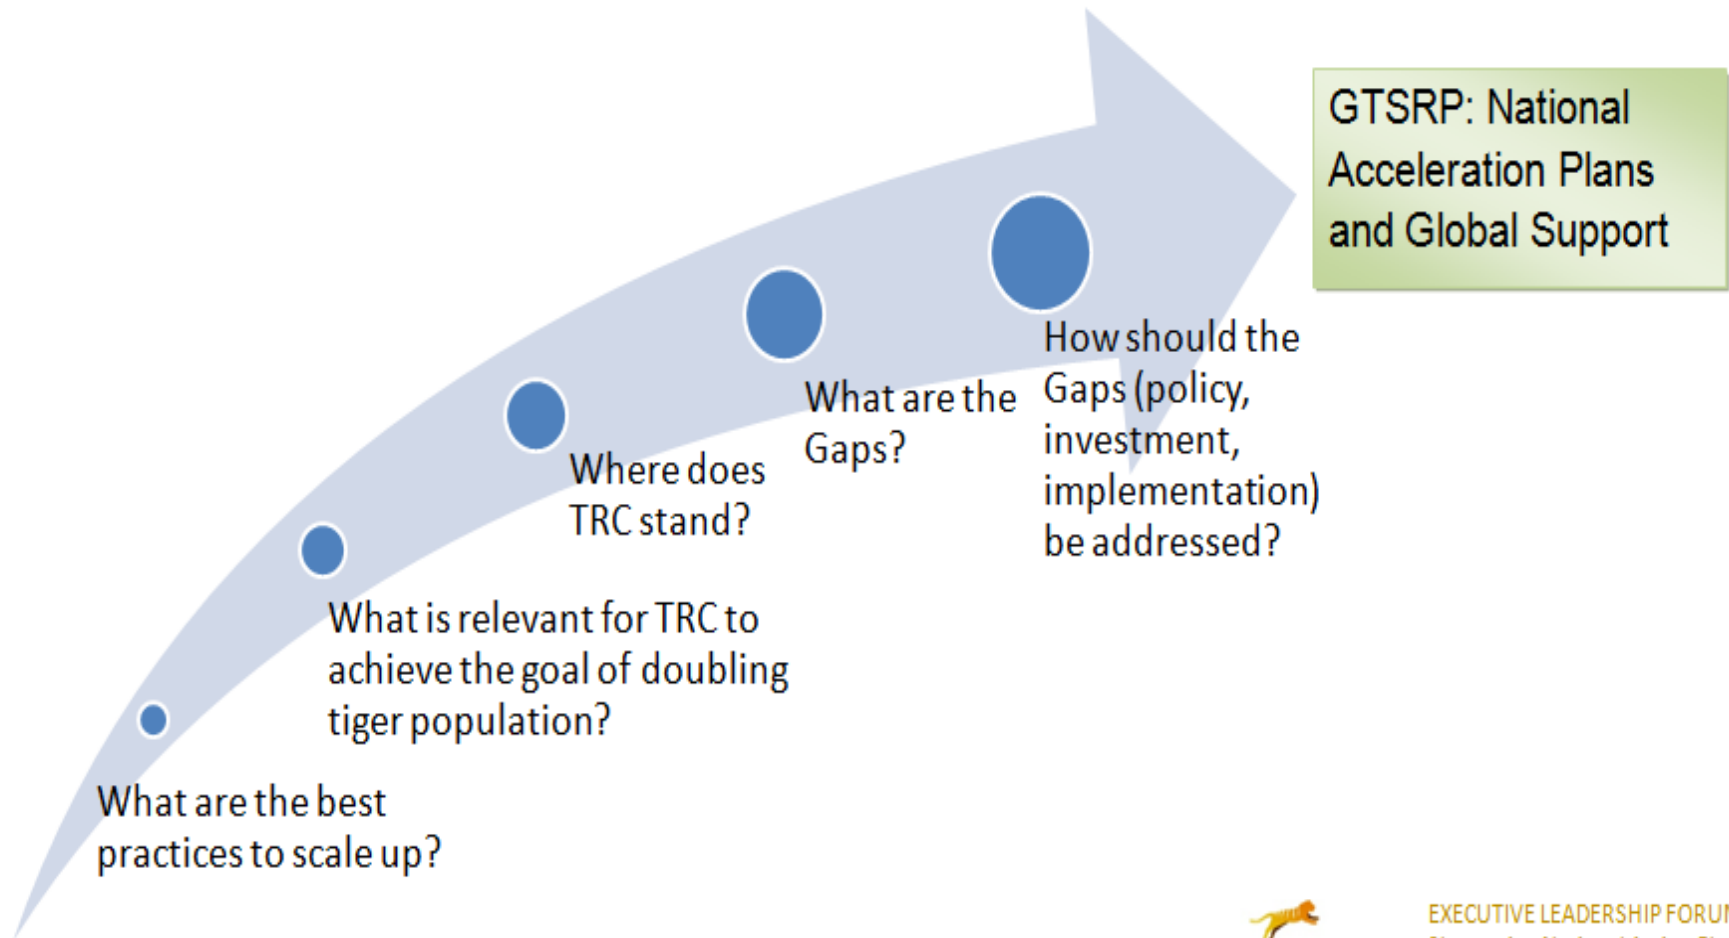 GTSRP: National
Acceleration Plans
and Global Support
How should the
Gaps (policy,
investment,
implementation)
be addressed?
What are the
Gaps?
Where does
TRC stand?
What is relevant for TRC to
achieve the goal of doubling
tiger population?
What are the best
practices to scale up?
EXECUTIVE LEADERSHIP FORUM